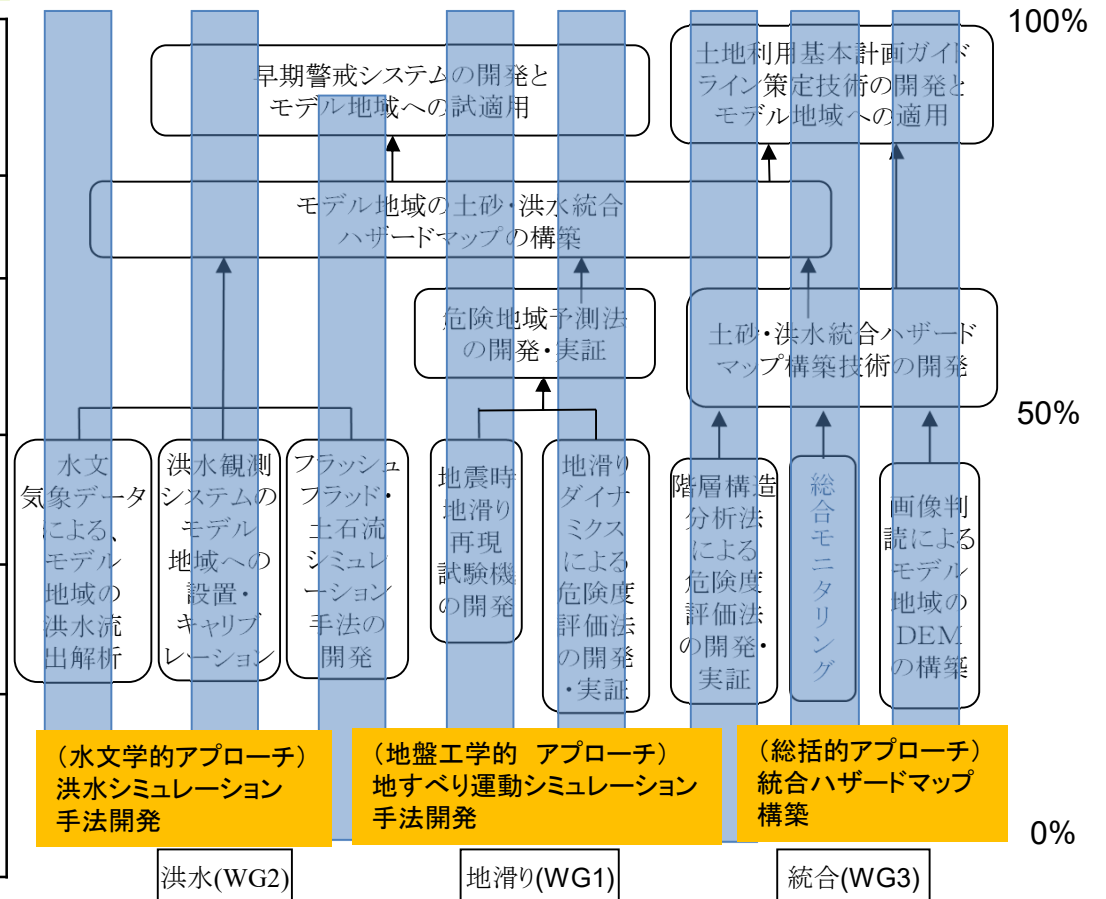 100%
早期警戒システムの開発と
モデル地域への試適用
土地利用基本計画ガイド
ライン策定技術の開発と
モデル地域への適用
モデル地域の土砂・洪水統合
ハザードマップの構築
危険地域予測法
の開発・実証
土砂・洪水統合ハザード
マップ構築技術の開発
50%
水文
気象データ
による、
モデル
地域の
洪水流
出解析
洪水観測
システムの
モデル
地域への
設置・
キャリブ
レーション
フラッシュ
フラッド・
土石流
シミュレ
ーション
手法の
開発
地震時
地滑り
再現
試験機
の開発
地滑り
ダイナ
ミクス
による
危険度
評価法
の開発
・実証
階層構造
分析法
による
危険度
評価法
の開発・
実証
総合モニタリング
画像判
読による
モデル
地域の
DEM
の構築
（水文学的アプローチ）
洪水シミュレーション
手法開発
（地盤工学的　アプローチ）
地すべり運動シミュレーション
手法開発
（総括的アプローチ）
統合ハザードマップ
構築
0%
洪水(WG2)
地滑り(WG1)
統合(WG3)